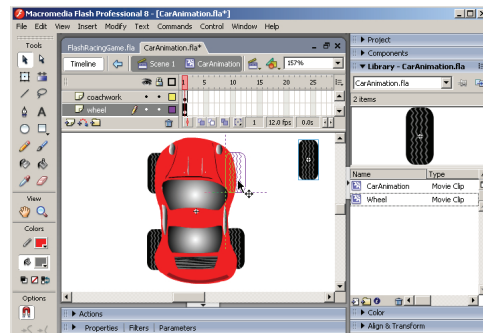 Macromedia Flash Professional 8 - [CarAnimation.fla*]
File Edit View Insert Modify Text Commands Control Window Help
Tools
View
Colors
Options
FlashRacingGame.fla CarAnimation.fla*
Timeline Scene 1 CarAnimation 157%
1 5 10 15 20 25
coachwork
wheel
1 12.0 fps 0.0s
Actions
Properties Filters Parameters
Project
Components
Library - CarAnimation.fla
CarAnimation.fla
2 items
Name Type
CarAnimation Movie Clip
Wheel Movie Clip
Color
Align & Transform